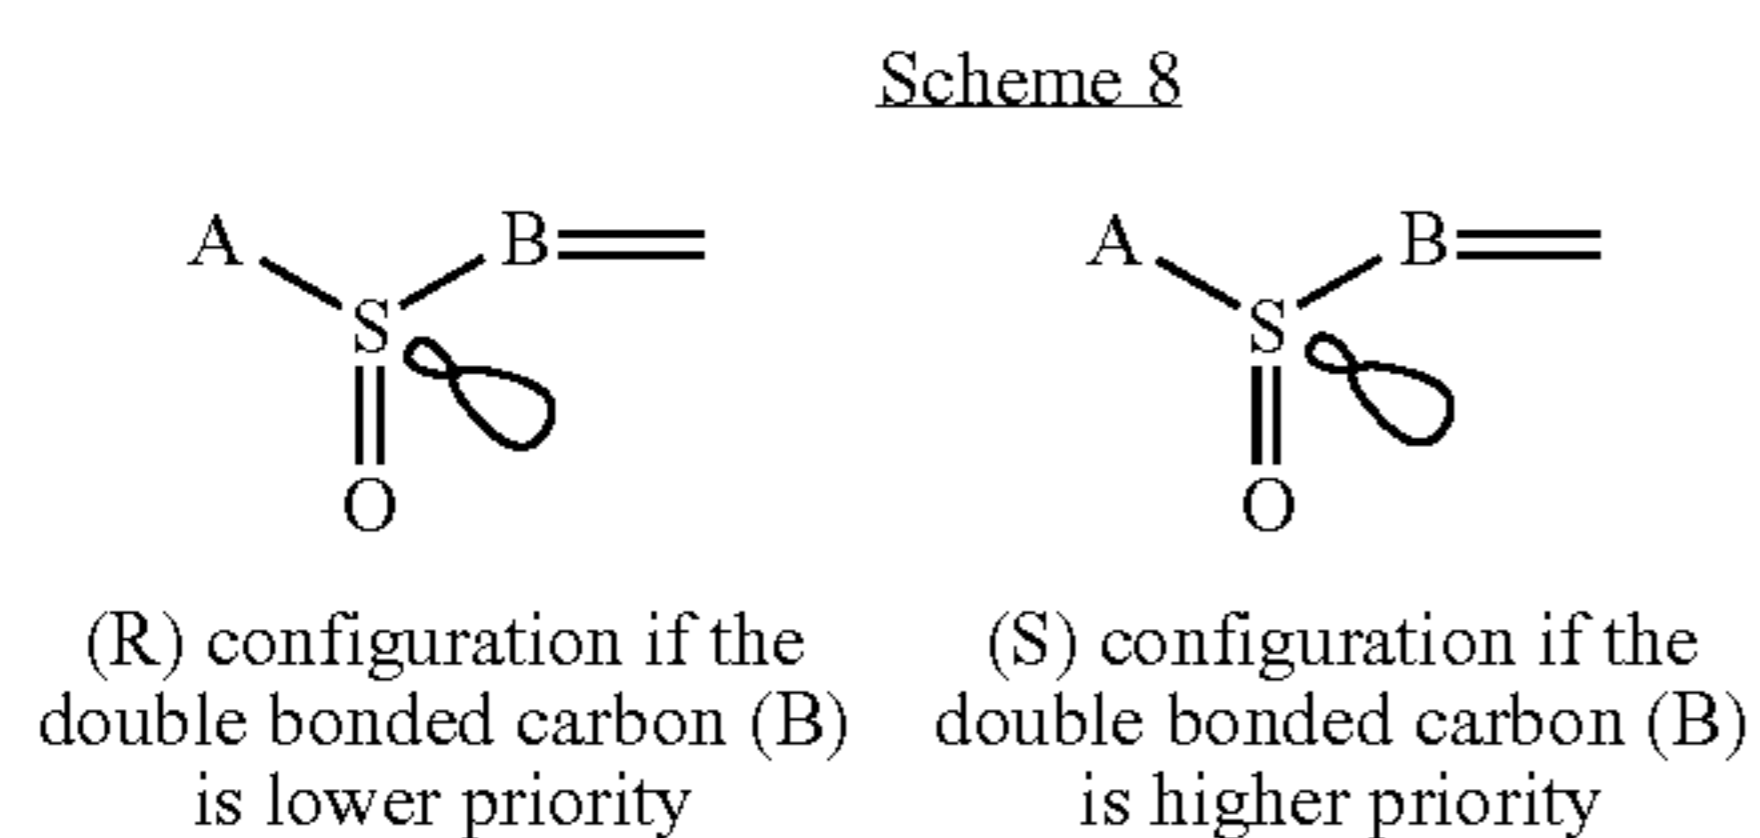 Scheme 8
A B A B
S S
O O
(R) configuration if the (S) configuration if the
double bonded carbon (B) double bonded carbon (B)
is lower priority is higher priority